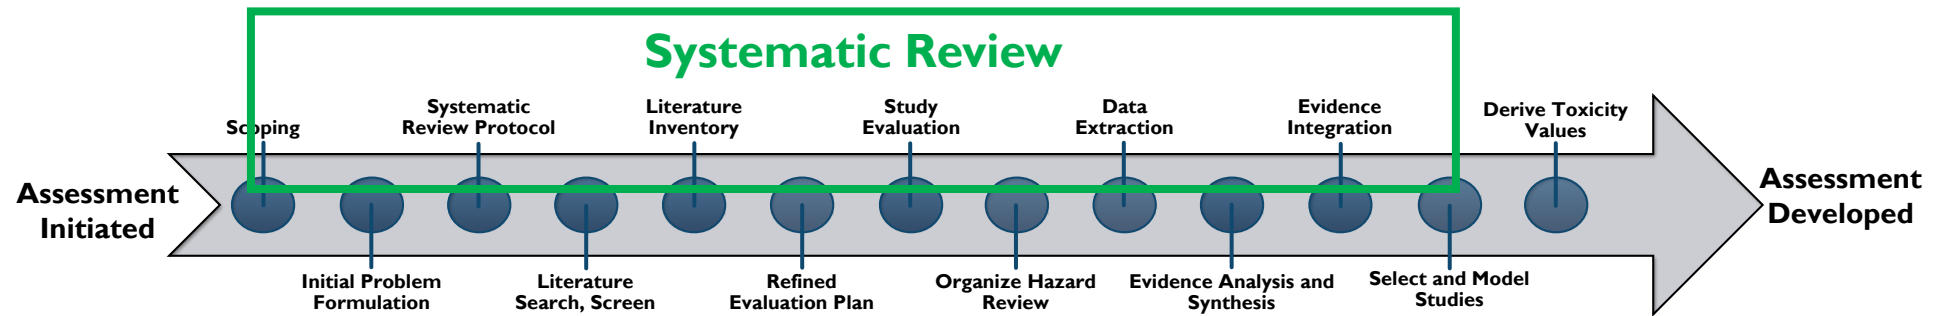 Systematic Review
Scoping
Systematic
Review Protocol
Literature
Inventory
Study
Evaluation
Data
Extraction
Evidence
Integration
Derive Toxicity
Values
Assessment
Initiated
Assessment
Developed
Initial Problem
Formulation
Literature
Search, Screen
Refined
Evaluation Plan
Organize Hazard
Review
Evidence Analysis and
Synthesis
Select and Model
Studies